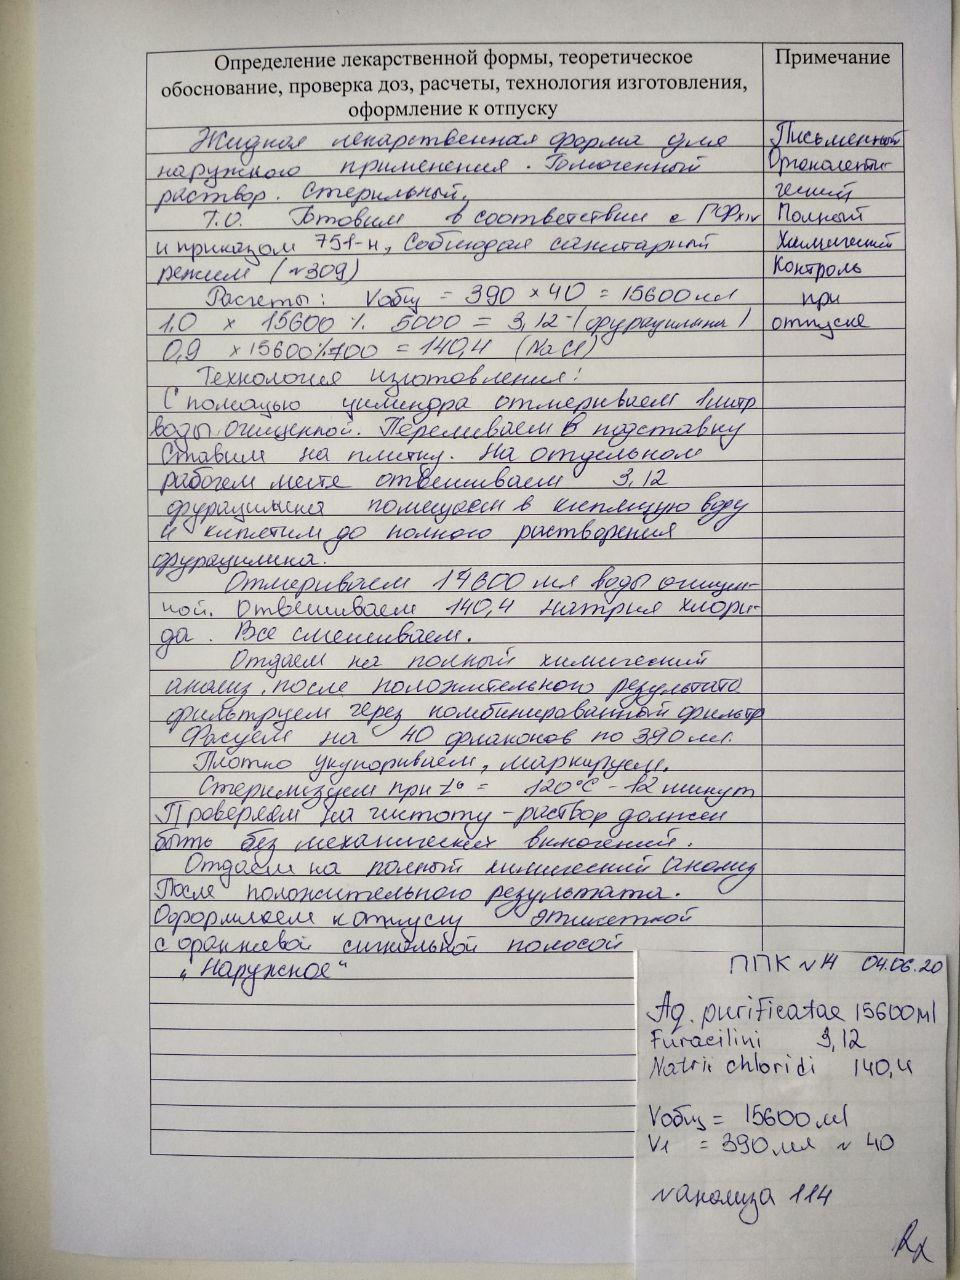 Определение лекарственной формы, теоретическое
обоснование, проверка доз, расчеты, технология изготовления,
оформление к отпуску
Примечание
Жидкая лекарственная форма для
наружного применения. Гомогенный
раствор. Стерильный.
Т.О. Готовим в соответствии с ГФXIV
и приказом 751-н, соблюдая санитарный
режим (№309)
Расчеты: Vобщ = 390 × 40 = 15600 мл
1,0 × 15600 % 5000 = 3,12 (фурацилина)
0,9 × 15600 % 100 = 140,4 (NaCl)
Технология изготовления:
С помощью цилиндра отмериваем 1 литр
воды очищенной. Переливаем в подставку
Ставим на плитку. На отдельном
рабочем месте отвешиваем 3,12
фурацилина помещаем в кипящую воду
и кипятим до полного растворения
фурацилина.
Отмериваем 14600 мл воды очищен-
ной. Отвешиваем 140,4 натрия хлори-
да. Все смешиваем.
Отдаем на полный химический
анализ, после положительного результата
фильтруем через комбинированный фильтр
Фасуем на 40 флаконов по 390 мл.
Плотно укупориваем, маркируем.
Стерилизуем при t° = 120°С - 12 минут
Проверяем на чистоту - раствор должен
быть без механических включений.
Отдаем на полный химический анализ
После положительного результата.
Оформляем к отпуску этикеткой
с оранжевой сигнальной полосой
„Наружное“
Письменный
Органолепти-
ческий
Полный
Химический
Контроль
при
отпуске
ППК №14 04.06.20
Aq. purificatae 15600 ml
Furacilini 3,12
Natrii chloridi 140,4
Vобщ = 15600 ml
V1 = 390 мл № 40
№ анализа 114